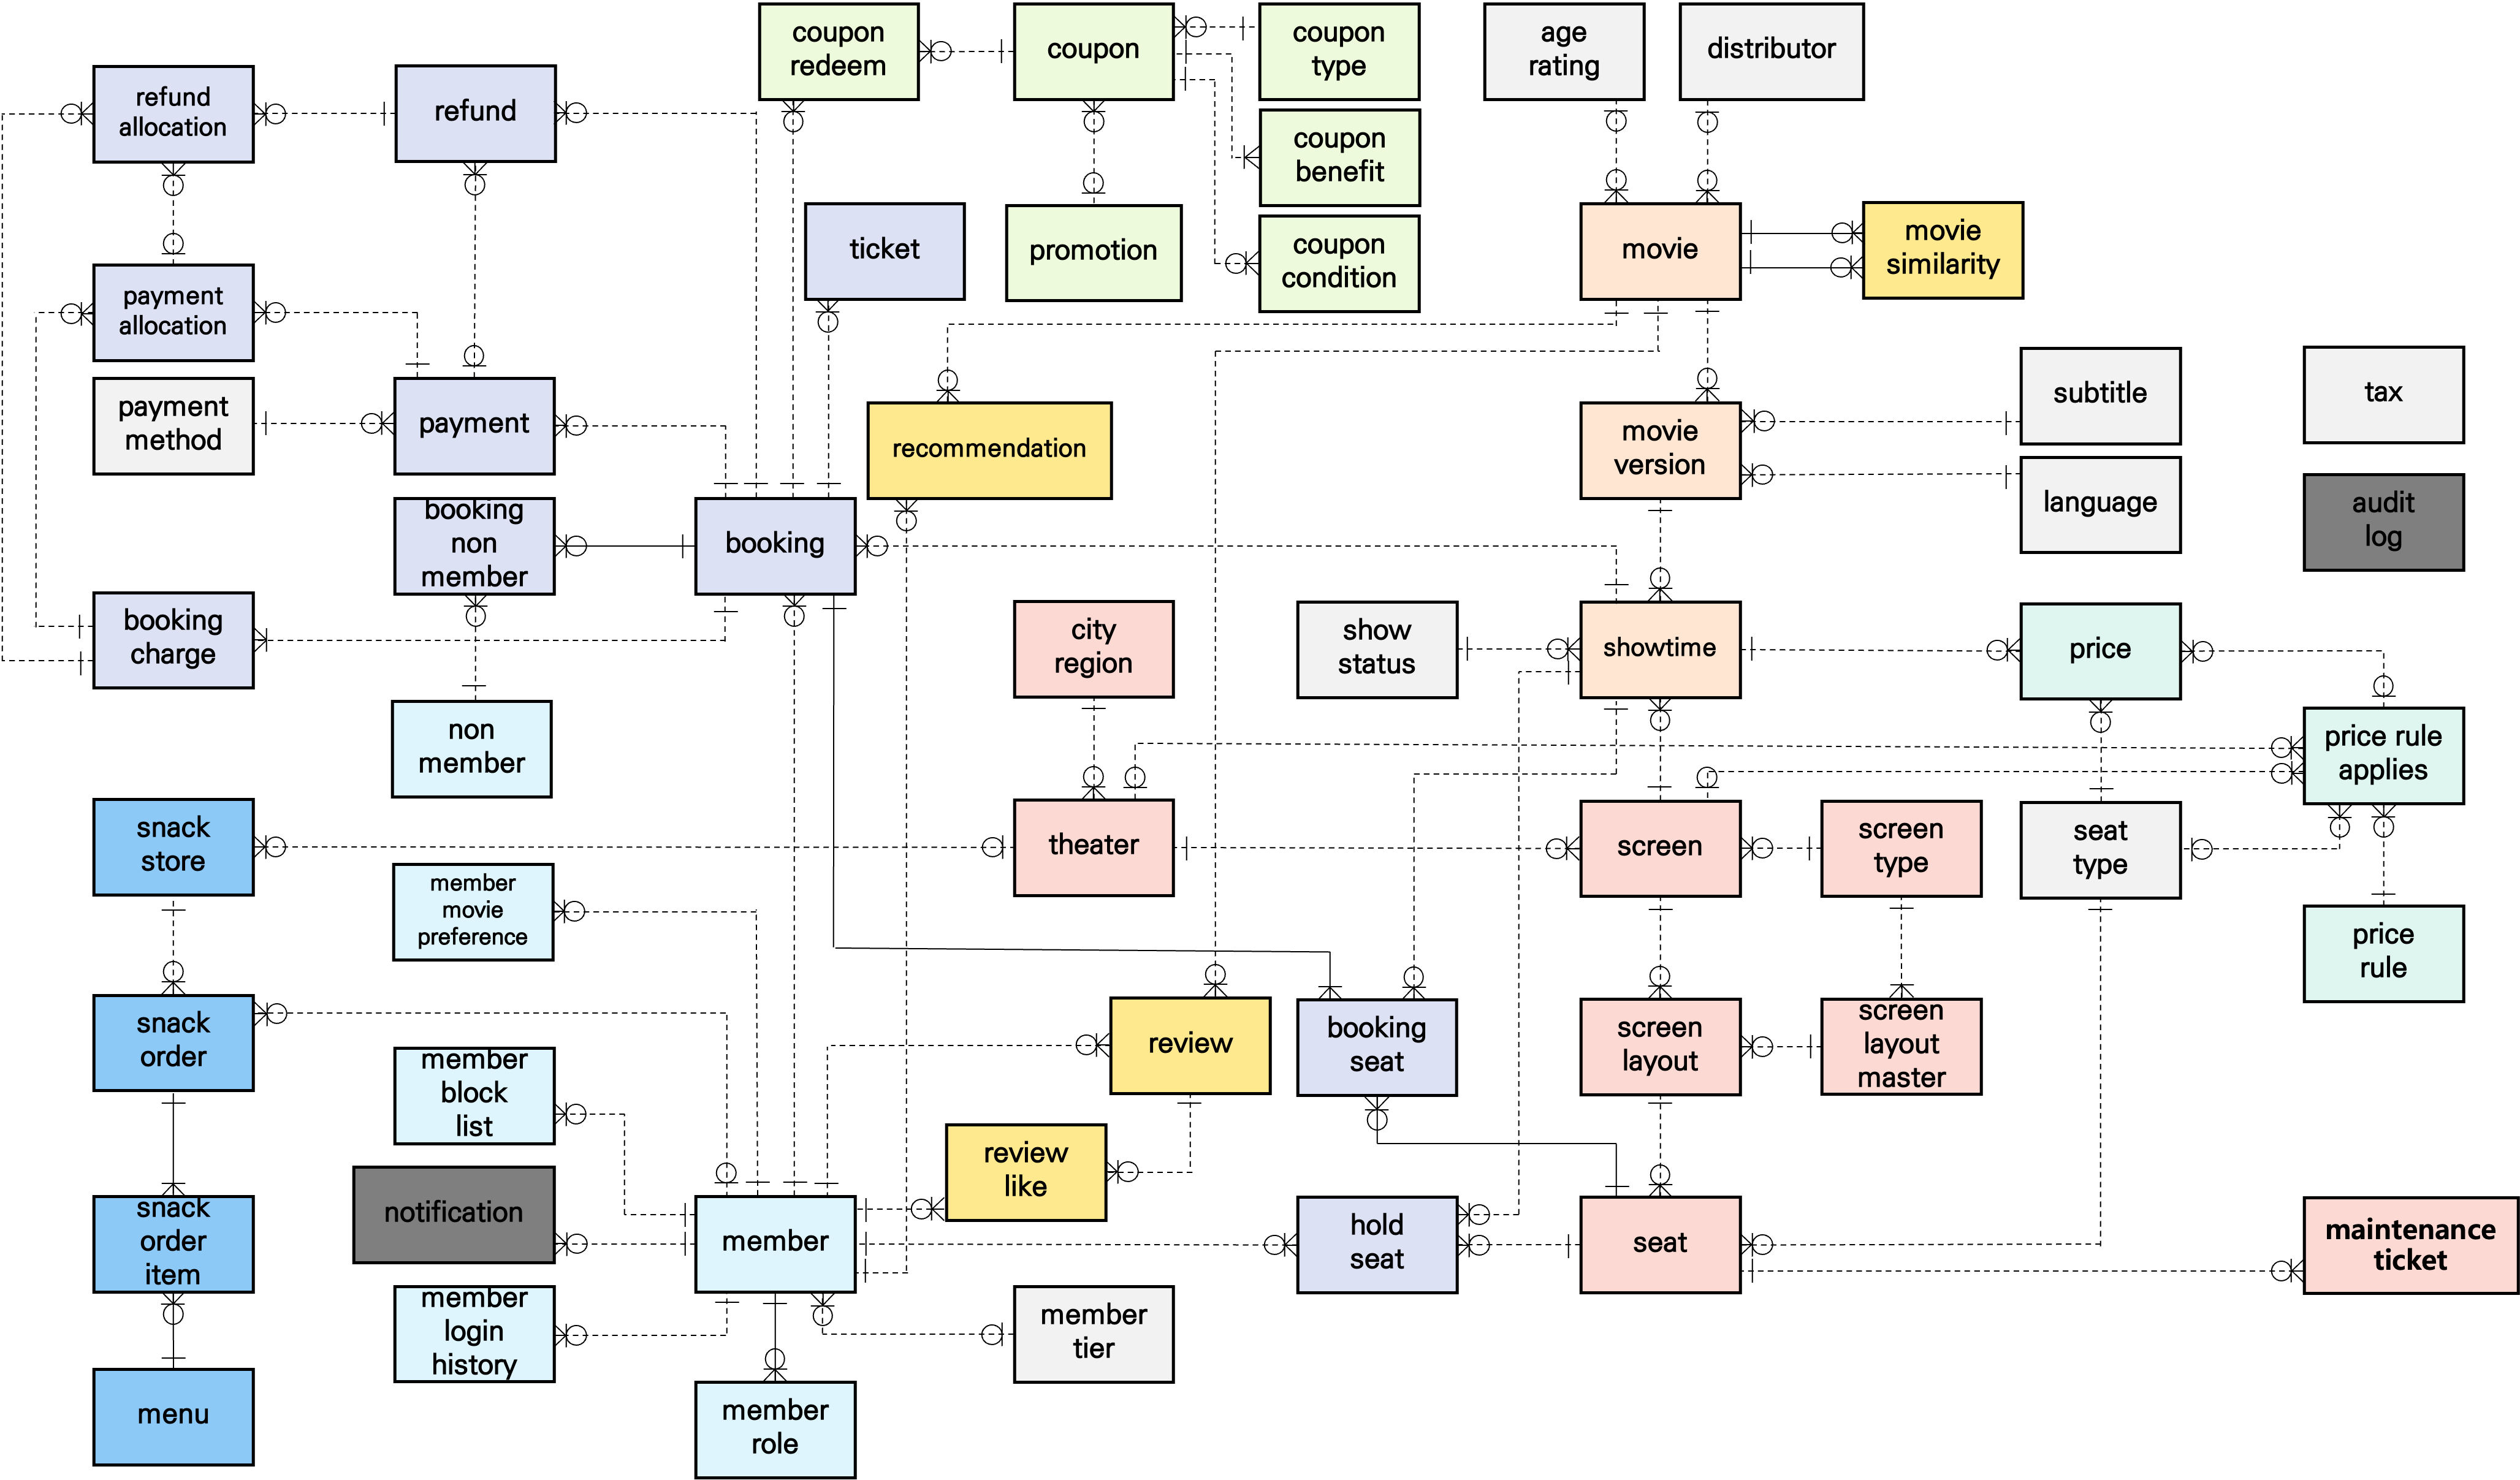 coupon
redeem
coupon
coupon
type
age
rating
distributor
refund
allocation
refund
coupon
benefit
ticket
promotion
coupon
condition
movie
movie
similarity
payment
allocation
payment
method
payment
recommendation
movie
version
subtitle
tax
language
audit
log
booking
non
member
booking
booking
charge
city
region
show
status
showtime
price
non
member
price rule
applies
snack
store
theater
screen
screen
type
seat
type
member
movie
preference
price
rule
snack
order
review
booking
seat
screen
layout
screen
layout
master
member
block
list
review
like
notification
snack
order
item
member
hold
seat
seat
maintenance
ticket
member
login
history
member
tier
menu
member
role